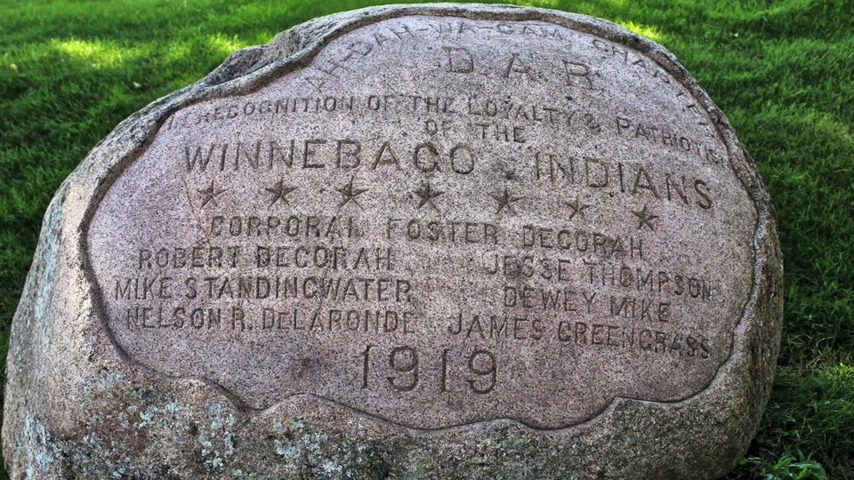 AH-DAH-WA-GAM CHAPTER
D.A.R.
IN RECOGNITION OF THE LOYALTY & PATRIOTISM
OF THE
WINNEBAGO INDIANS
CORPORAL FOSTER DECORAH
ROBERT DECORAH JESSE THOMPSON
MIKE STANDINGWATER DEWEY MIKE
NELSON R. DeLARONDE JAMES GREENGRASS
1919